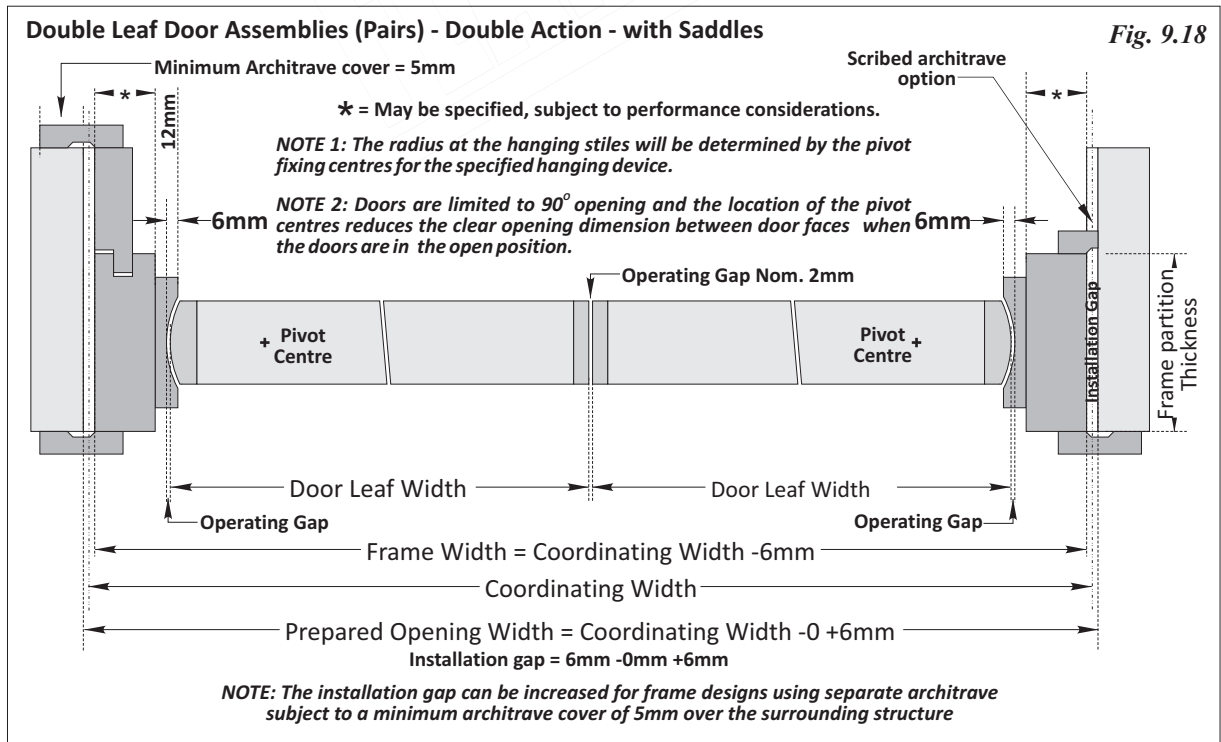 Double Leaf Door Assemblies (Pairs) - Double Action - with Saddles
Fig. 9.18
Minimum Architrave cover = 5mm
Scribed architrave
option
*
12mm
* = May be specified, subject to performance considerations.
*
NOTE 1: The radius at the hanging stiles will be determined by the pivot
fixing centres for the specified hanging device.
NOTE 2: Doors are limited to 90° opening and the location of the pivot
centres reduces the clear opening dimension between door faces when
the doors are in the open position.
6mm
6mm
Operating Gap Nom. 2mm
+ Pivot
Centre
Pivot +
Centre
Installation Gap
Frame partition
Thickness
Door Leaf Width
Door Leaf Width
Operating Gap
Operating Gap
Frame Width = Coordinating Width -6mm
Coordinating Width
Prepared Opening Width = Coordinating Width -0 +6mm
Installation gap = 6mm -0mm +6mm
NOTE: The installation gap can be increased for frame designs using separate architrave
subject to a minimum architrave cover of 5mm over the surrounding structure